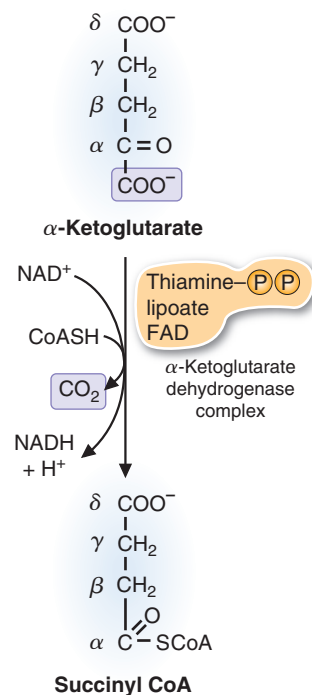 δ COO⁻
γ CH₂
β CH₂
α C=O
COO⁻
α-Ketoglutarate
NAD⁺
CoASH
CO₂
NADH
+ H⁺
Thiamine–P P
lipoate
FAD
α-Ketoglutarate
dehydrogenase
complex
δ COO⁻
γ CH₂
β CH₂
O
α C–SCoA
Succinyl CoA